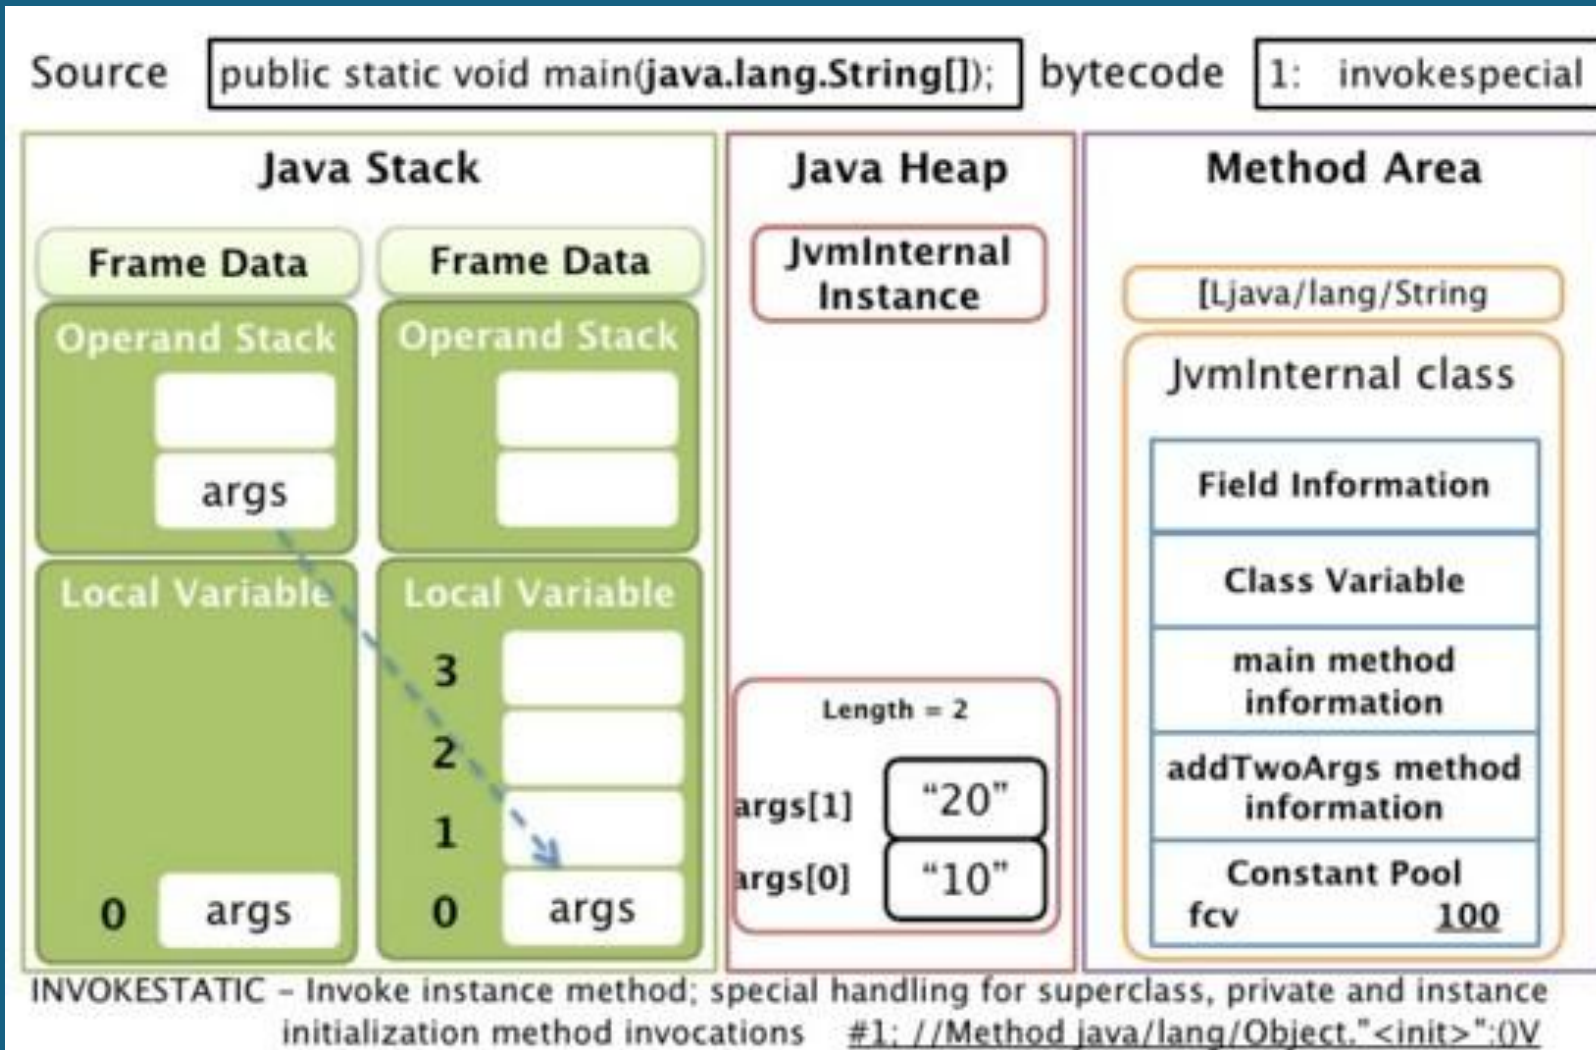 Source public static void main(java.lang.String[]); bytecode 1: invokespecial
Java Stack
Frame Data
Operand Stack
args
Local Variable
0 args
Frame Data
Operand Stack
Local Variable
3
2
1
0 args
Java Heap
JvmInternal
Instance
Length = 2
args[1] “20”
args[0] “10”
Method Area
[Ljava/lang/String
JvmInternal class
Field Information
Class Variable
main method
information
addTwoArgs method
information
Constant Pool
fcv 100
INVOKESTATIC – Invoke instance method; special handling for superclass, private and instance
initialization method invocations #1; //Method java/lang/Object."<init>":()V